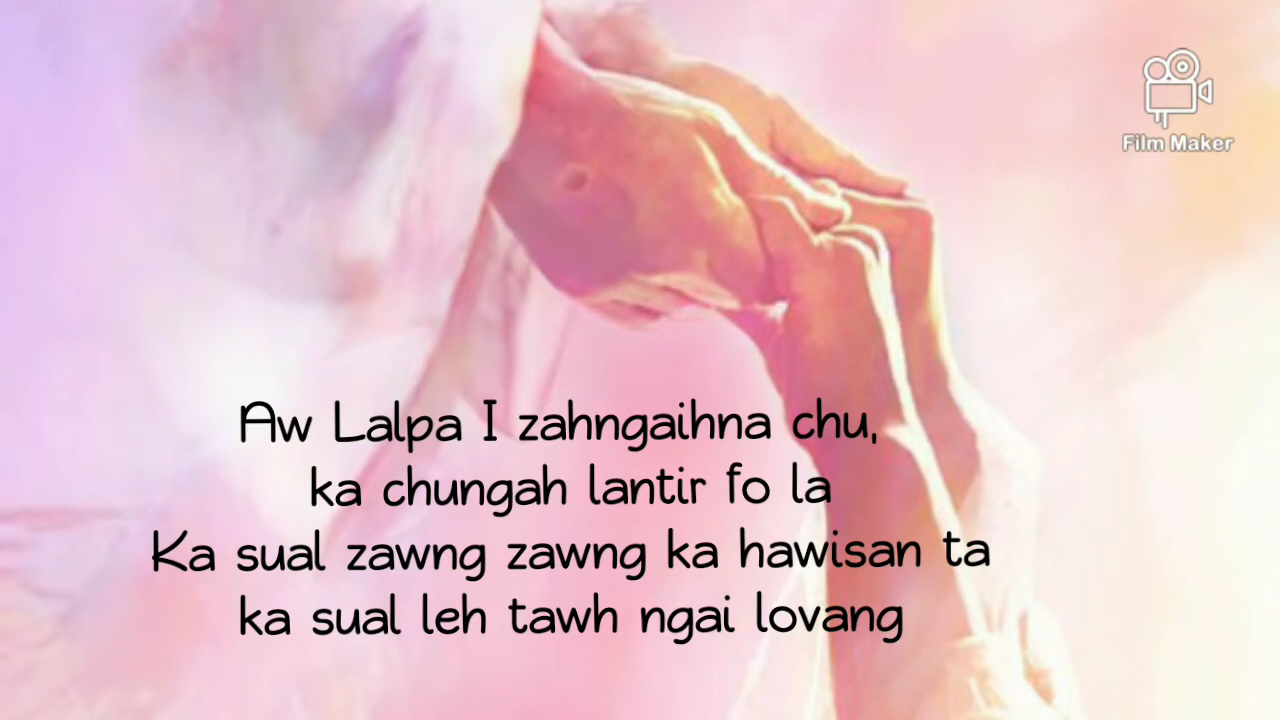 Film Maker
Aw Lalpa I zahngaihna chu,
ka chungah lantir fo la
Ka sual zawng zawng ka hawisan ta
ka sual leh tawh ngai lovang